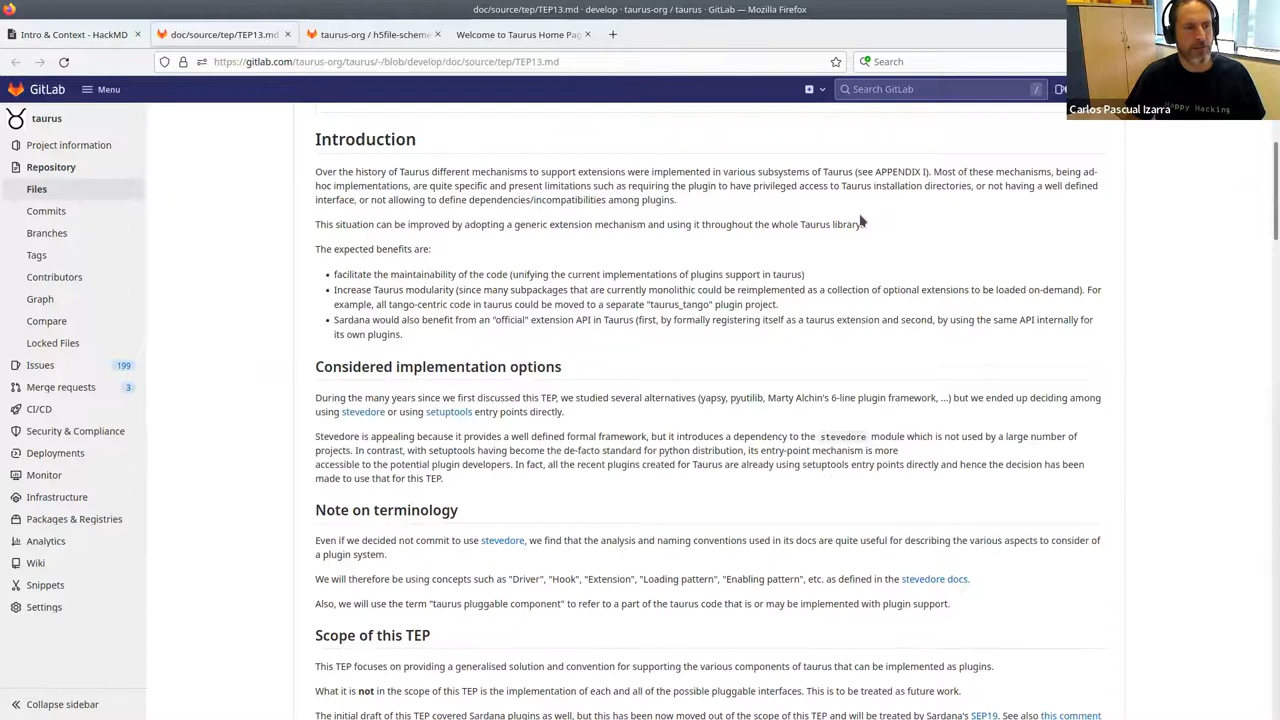 doc/source/tep/TEP13.md · develop · taurus-org / taurus · GitLab — Mozilla Firefox
Intro & Context - HackMD
doc/source/tep/TEP13.md
taurus-org / h5file-scheme
Welcome to Taurus Home Pag
https://gitlab.com/taurus-org/taurus/-/blob/develop/doc/source/tep/TEP13.md
Search
GitLab
Menu
Search GitLab
/
Carlos Pascual Izarra
Happy Hacking
taurus
Project information
Repository
Files
Commits
Branches
Tags
Contributors
Graph
Compare
Locked Files
Issues
199
Merge requests
3
CI/CD
Security & Compliance
Deployments
Monitor
Infrastructure
Packages & Registries
Analytics
Wiki
Snippets
Settings
Collapse sidebar
Introduction
Over the history of Taurus different mechanisms to support extensions were implemented in various subsystems of Taurus (see APPENDIX I). Most of these mechanisms, being ad-
hoc implementations, are quite specific and present limitations such as requiring the plugin to have privileged access to Taurus installation directories, or not having a well defined
interface, or not allowing to define dependencies/incompatibilities among plugins.
This situation can be improved by adopting a generic extension mechanism and using it throughout the whole Taurus library.
The expected benefits are:
• facilitate the maintainability of the code (unifying the current implementations of plugins support in taurus)
• Increase Taurus modularity (since many subpackages that are currently monolithic could be reimplemented as a collection of optional extensions to be loaded on-demand). For
example, all tango-centric code in taurus could be moved to a separate "taurus_tango" plugin project.
• Sardana would also benefit from an "official" extension API in Taurus (first, by formally registering itself as a taurus extension and second, by using the same API internally for
its own plugins.
Considered implementation options
During the many years since we first discussed this TEP, we studied several alternatives (yapsy, pyutilib, Marty Alchin's 6-line plugin framework, ...) but we ended up deciding among
using stevedore or using setuptools entry points directly.
Stevedore is appealing because it provides a well defined formal framework, but it introduces a dependency to the stevedore module which is not used by a large number of
projects. In contrast, with setuptools having become the de-facto standard for python distribution, its entry-point mechanism is more
accessible to the potential plugin developers. In fact, all the recent plugins created for Taurus are already using setuptools entry points directly and hence the decision has been
made to use that for this TEP.
Note on terminology
Even if we decided not commit to use stevedore, we find that the analysis and naming conventions used in its docs are quite useful for describing the various aspects to consider of
a plugin system.
We will therefore be using concepts such as "Driver", "Hook", "Extension", "Loading pattern", "Enabling pattern", etc. as defined in the stevedore docs.
Also, we will use the term "taurus pluggable component" to refer to a part of the taurus code that is or may be implemented with plugin support.
Scope of this TEP
This TEP focuses on providing a generalised solution and convention for supporting the various components of taurus that can be implemented as plugins.
What it is not in the scope of this TEP is the implementation of each and all of the possible pluggable interfaces. This is to be treated as future work.
The initial draft of this TEP covered Sardana plugins as well, but this has been now moved out of the scope of this TEP and will be treated by Sardana's SEP19. See also this comment